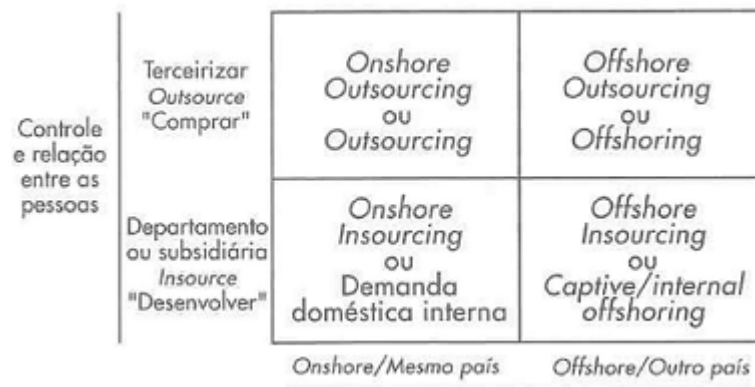 Controle
e relação
entre as
pessoas
Terceirizar
Outsource
"Comprar"
Onshore
Outsourcing
ou
Outsourcing
Offshore
Outsourcing
ou
Offshoring
Departamento
ou subsidiária
Insource
"Desenvolver"
Onshore
Insourcing
ou
Demanda
doméstica interna
Offshore
Insourcing
ou
Captive/internal
offshoring
Onshore/Mesmo país
Offshore/Outro país